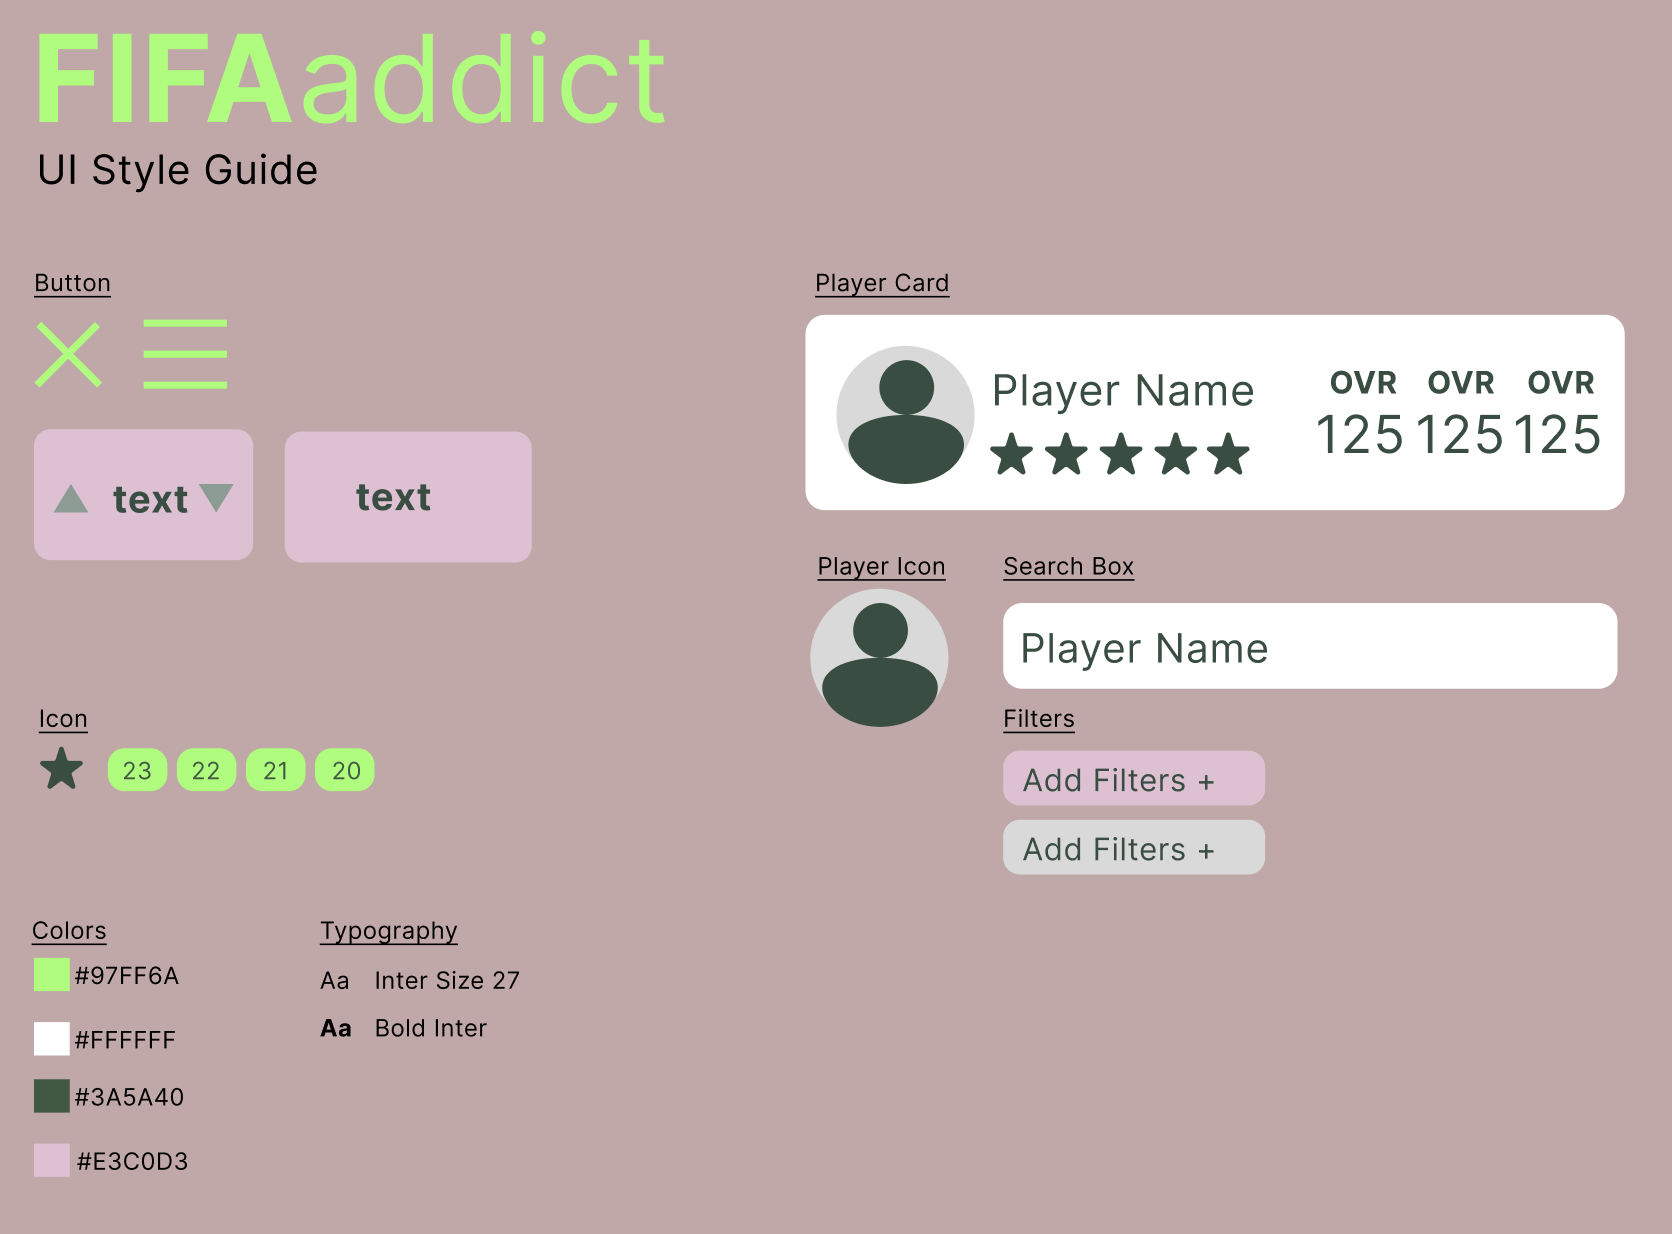 FIFAaddict
UI Style Guide
Button
text
text
Icon
23 22 21 20
Colors
#97FF6A
#FFFFFF
#3A5A40
#E3C0D3
Typography
Aa Inter Size 27
Aa Bold Inter
Player Card
Player Name
OVR OVR OVR
125 125 125
Player Icon
Search Box
Player Name
Filters
Add Filters +
Add Filters +